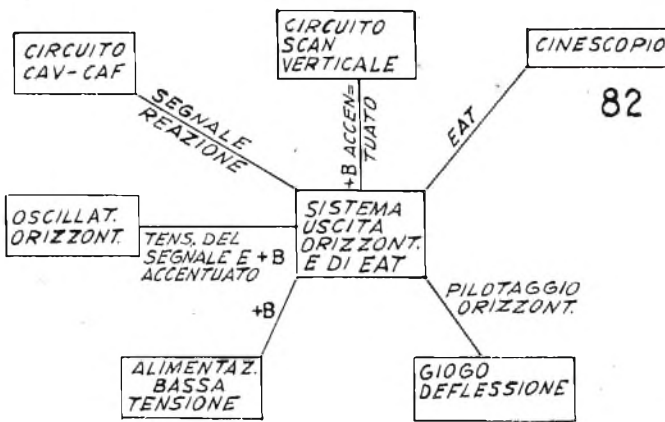 CIRCUITO
CAV-CAF
CIRCUITO
SCAN
VERTICALE
CINESCOPIO
82
SEGNALE
REAZIONE
+B ACCEN=
TUATO
EAT
OSCILLAT.
ORIZZONT.
TENS. DEL
SEGNALE E +B
ACCENTUATO
SISTEMA
USCITA
ORIZZONT.
E DI EAT
PILOTAGGIO
ORIZZONT.
+B
ALIMENTAZ.
BASSA
TENSIONE
GIOGO
DEFLESSIONE